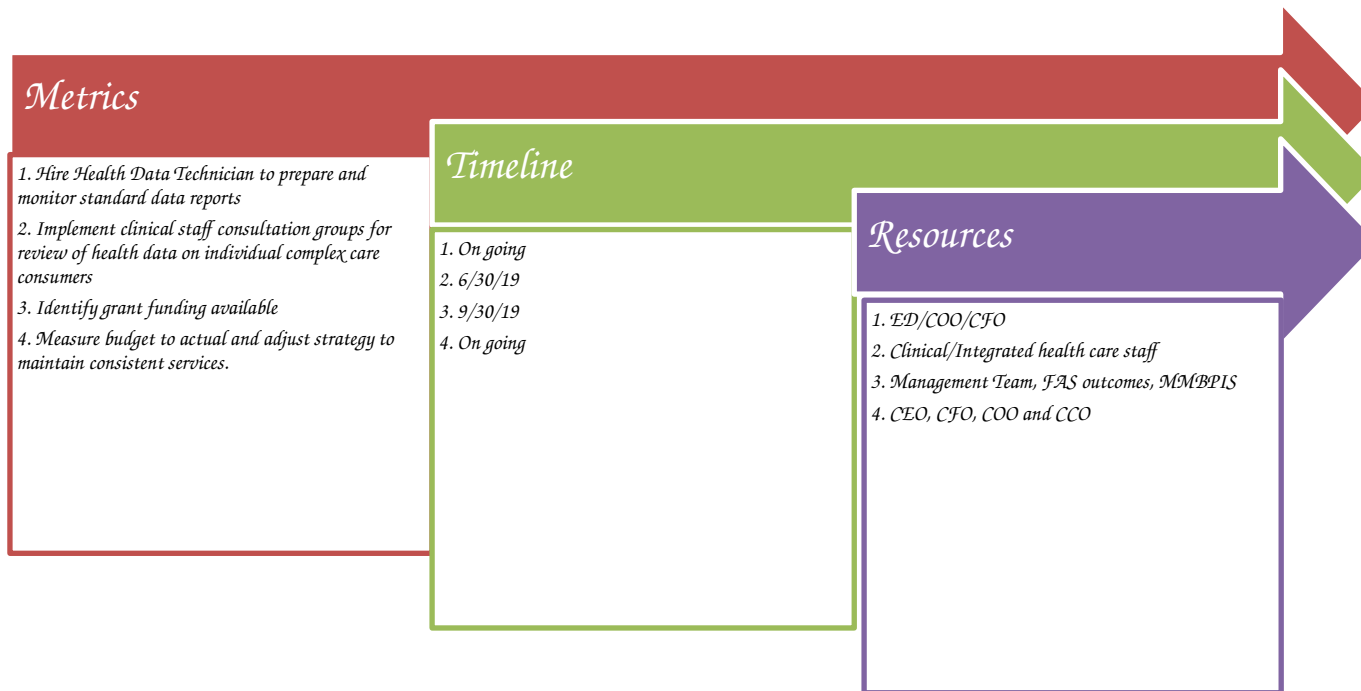 Metrics
1. Hire Health Data Technician to prepare and
monitor standard data reports
2. Implement clinical staff consultation groups for
review of health data on individual complex care
consumers
3. Identify grant funding available
4. Measure budget to actual and adjust strategy to
maintain consistent services.
Timeline
1. On going
2. 6/30/19
3. 9/30/19
4. On going
Resources
1. ED/COO/CFO
2. Clinical/Integrated health care staff
3. Management Team, FAS outcomes, MMBPIS
4. CEO, CFO, COO and CCO